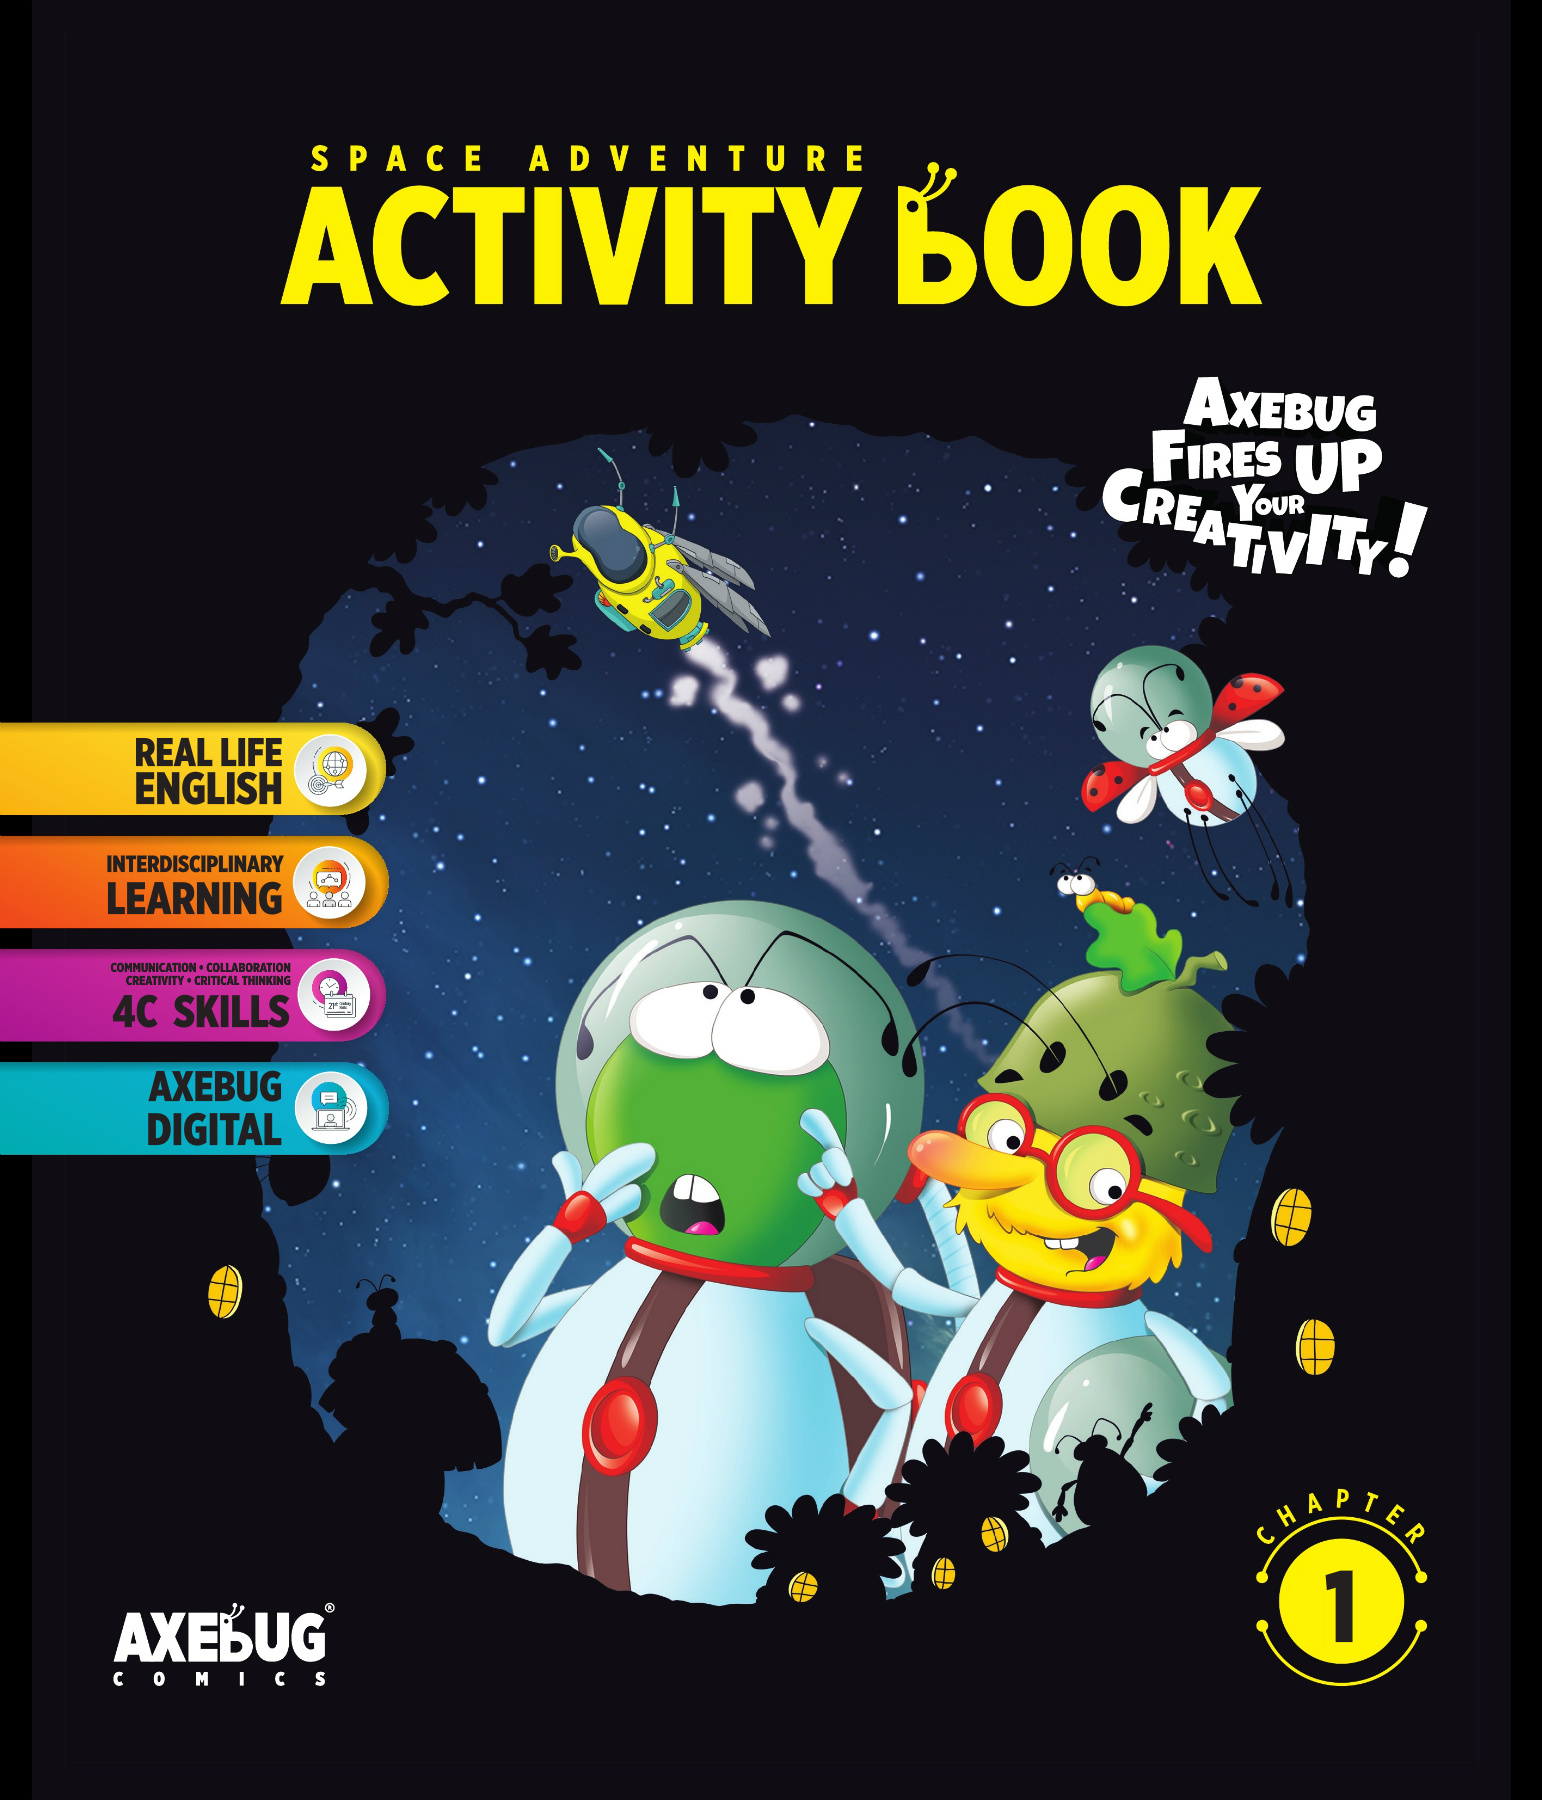 SPACE ADVENTURE
ACTIVITY BOOK
AXEBUG
FIRES UP
YOUR
CREATIVITY!
REAL LIFE
ENGLISH
INTERDISCIPLINARY
LEARNING
COMMUNICATION • COLLABORATION
CREATIVITY • CRITICAL THINKING
4C SKILLS
AXEBUG
DIGITAL
CHAPTER
1
AXEBUG®
COMICS